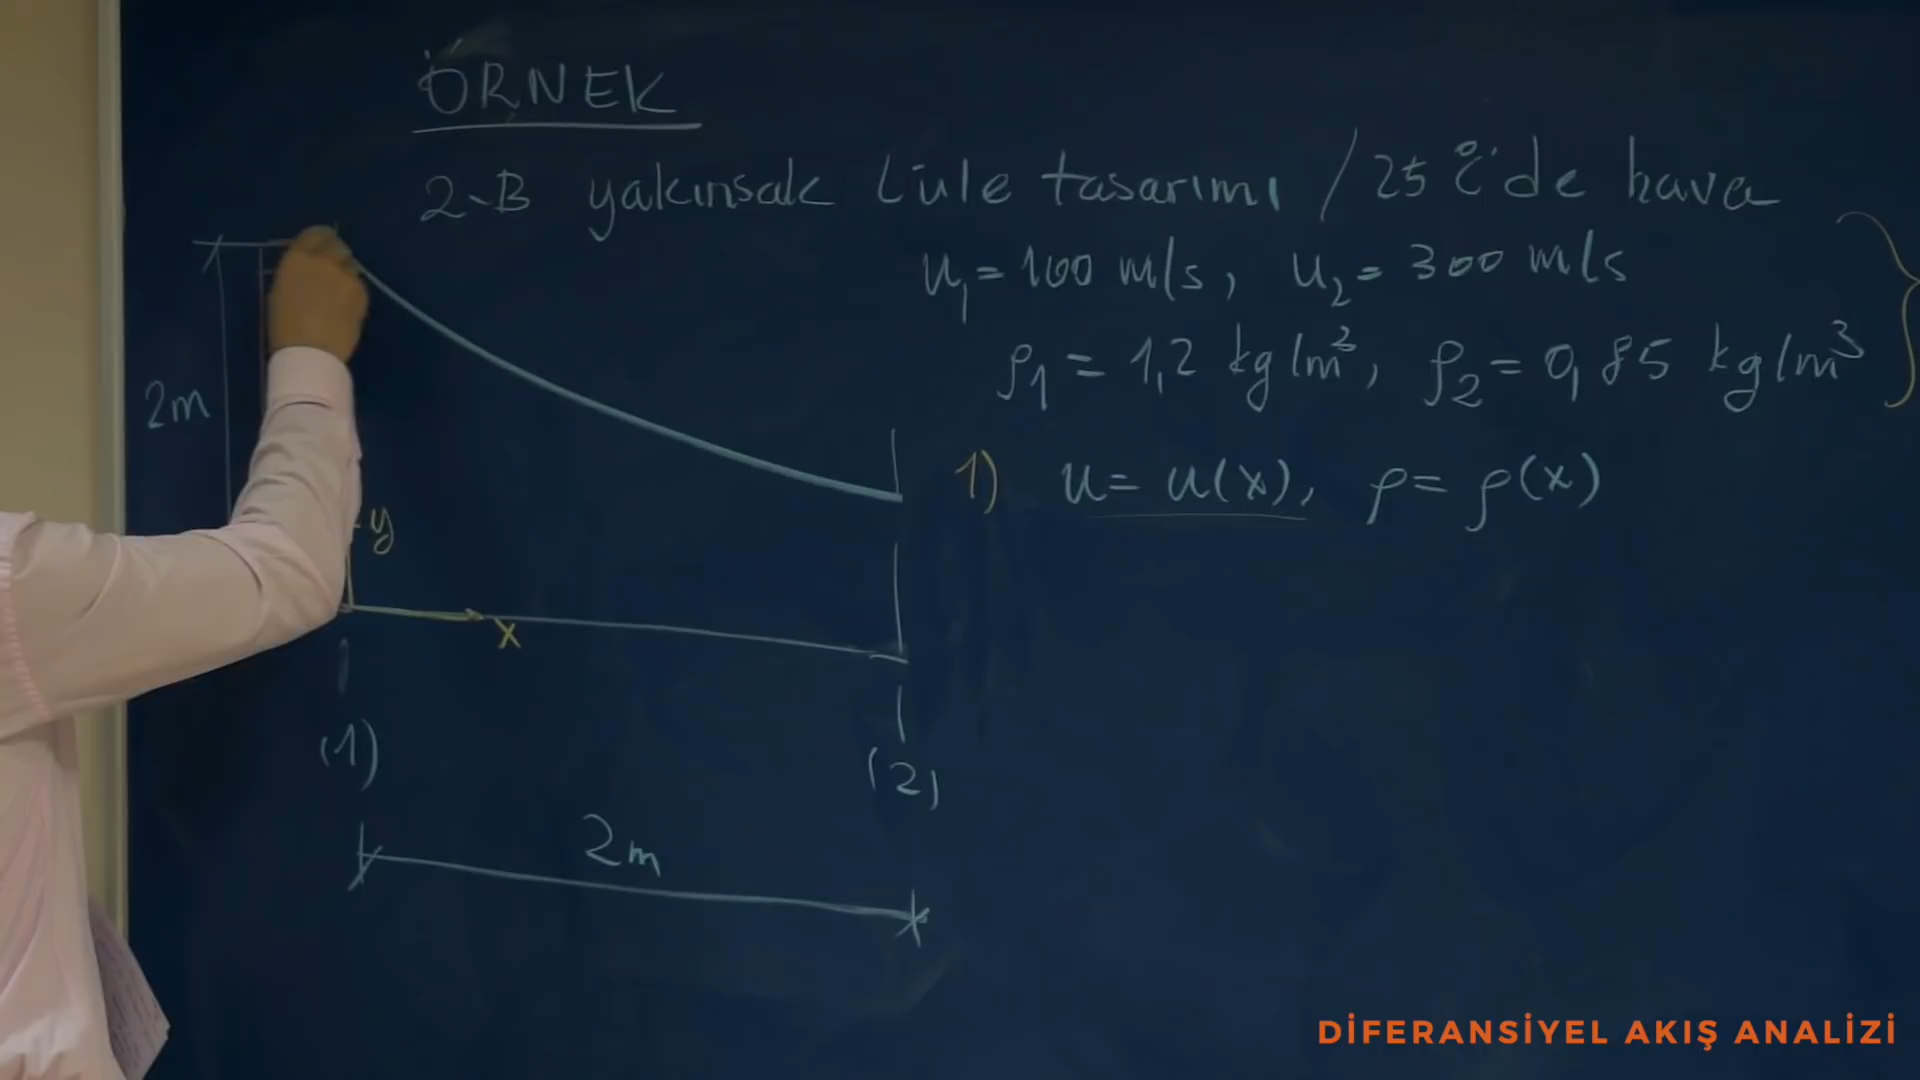 ÖRNEK
2-B yakınsak Lüle tasarımı / 25 °C'de hava
u₁ = 100 m/s, u₂ = 300 m/s
ρ₁ = 1,2 kg/m³, ρ₂ = 0,85 kg/m³
2m
1) u = u(x), ρ = ρ(x)
y
x
(1)
(2)
2m
DİFERANSİYEL AKIŞ ANALİZİ